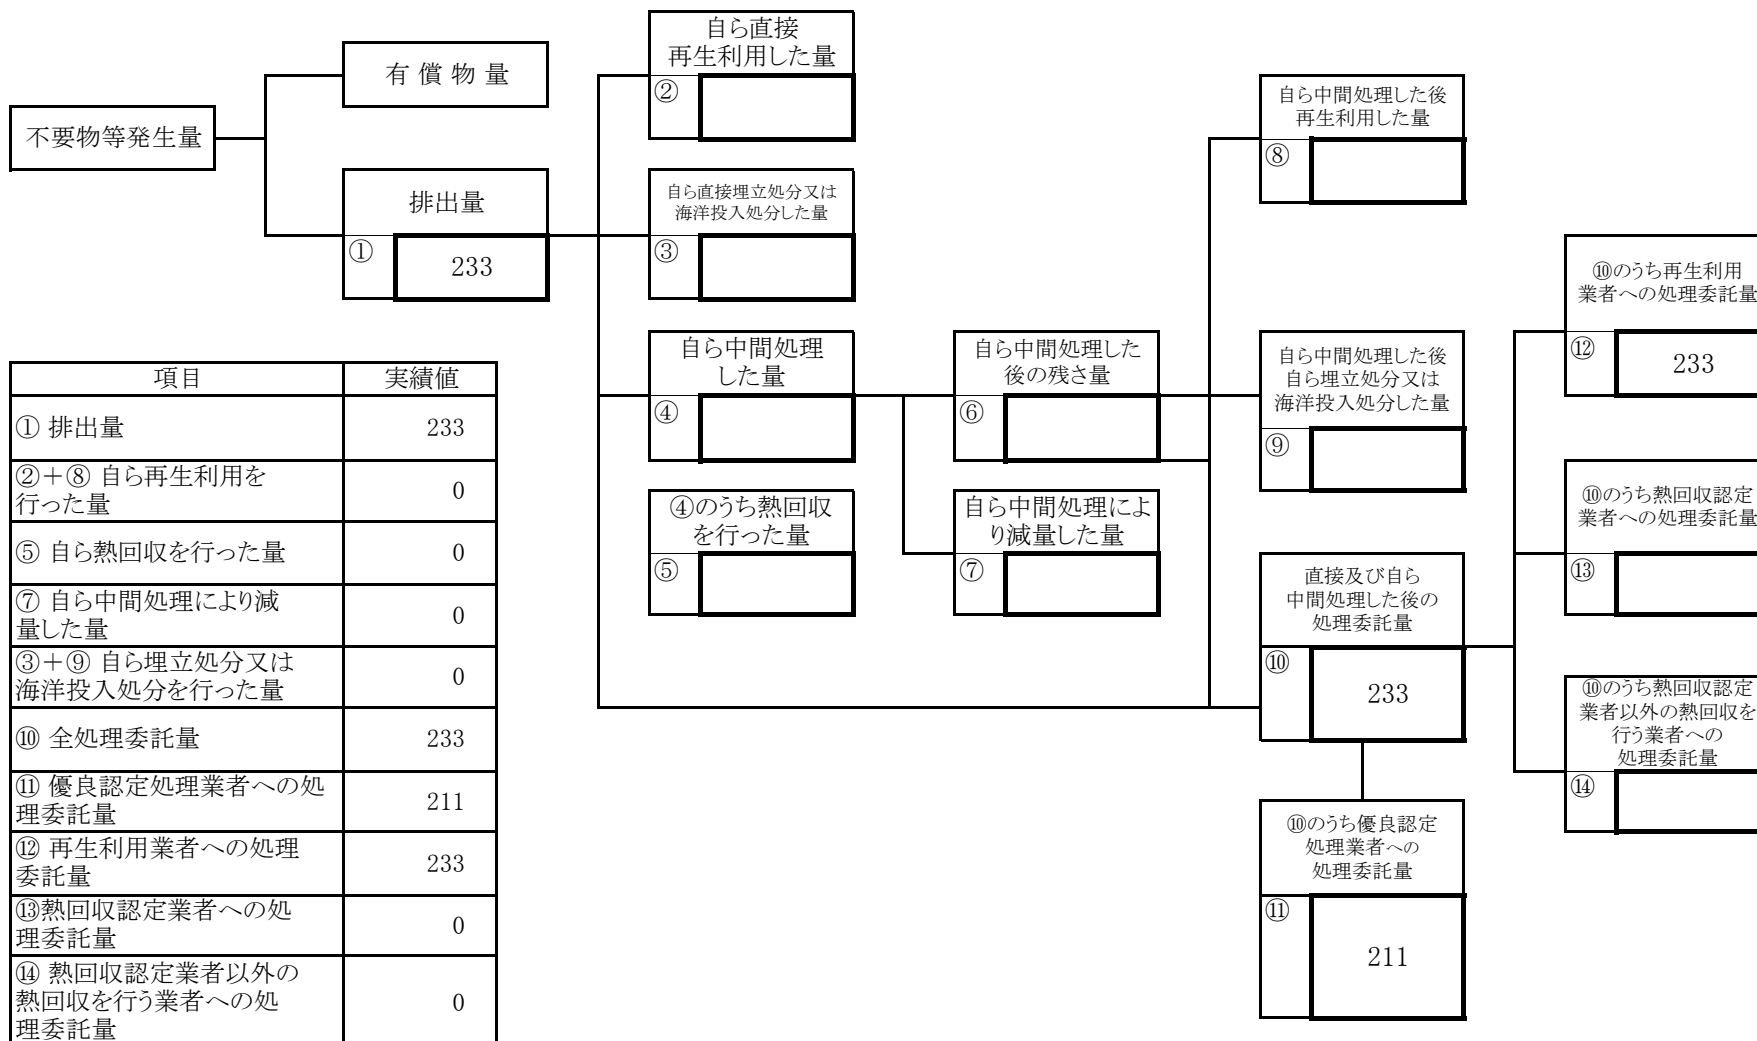 自ら直接
再生利用した量
②
有 償 物 量
不要物等発生量
排出量
①
233
自ら直接埋立処分又は
海洋投入処分した量
③
自ら中間処理
した量
④
④のうち熱回収
を行った量
⑤
自ら中間処理した
後の残さ量
⑥
自ら中間処理によ
り減量した量
⑦
自ら中間処理した後
再生利用した量
⑧
自ら中間処理した後
自ら埋立処分又は
海洋投入処分した量
⑨
直接及び自ら
中間処理した後の
処理委託量
⑩
233
⑩のうち優良認定
処理業者への
処理委託量
⑪
211
⑩のうち再生利用
業者への処理委託量
⑫
233
⑩のうち熱回収認定
業者への処理委託量
⑬
⑩のうち熱回収認定
業者以外の熱回収を
行う業者への
処理委託量
⑭
項目 実績値
① 排出量 233
②＋⑧ 自ら再生利用を
行った量 0
⑤ 自ら熱回収を行った量 0
⑦ 自ら中間処理により減
量した量 0
③＋⑨ 自ら埋立処分又は
海洋投入処分を行った量 0
⑩ 全処理委託量 233
⑪ 優良認定処理業者への処
理委託量 211
⑫ 再生利用業者への処理
委託量 233
⑬熱回収認定業者への処
理委託量 0
⑭ 熱回収認定業者以外の
熱回収を行う業者への処
理委託量 0